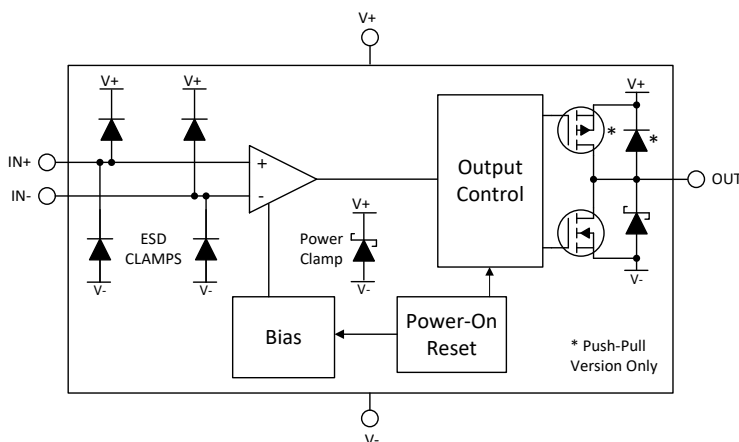 V+
V+
V+
V+
IN+
IN-
+
-
Output
Control
*
*
OUT
ESD
CLAMPS
Power
Clamp
V+
V-
V-
V-
V-
Bias
Power-On
Reset
* Push-Pull
Version Only
V-